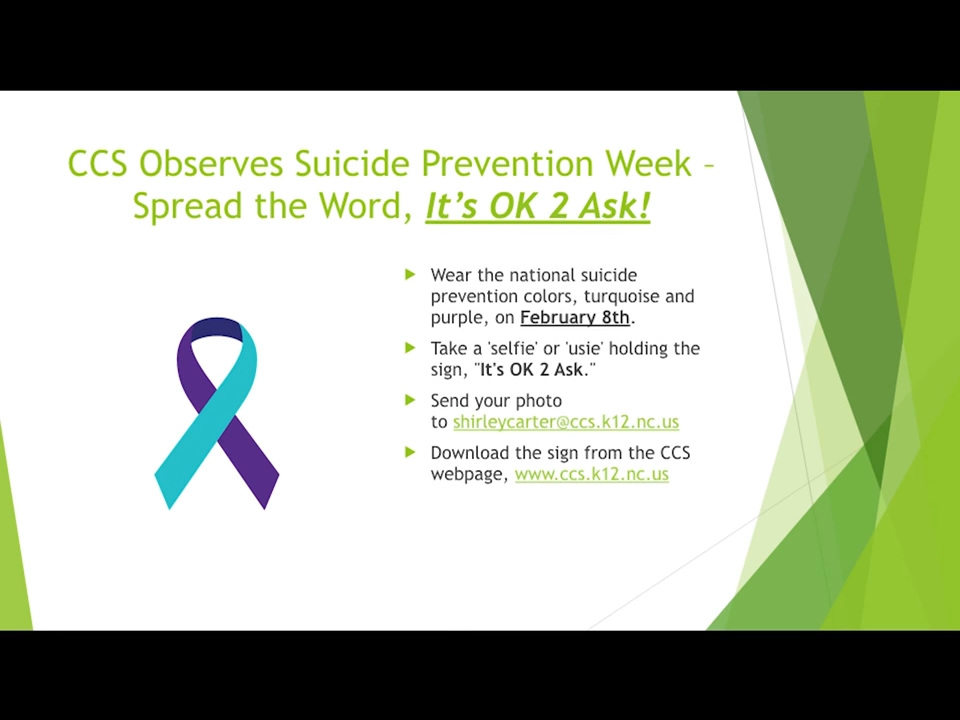 CCS Observes Suicide Prevention Week –
Spread the Word, It's OK 2 Ask!
Wear the national suicide
prevention colors, turquoise and
purple, on February 8th.
Take a 'selfie' or 'usie' holding the
sign, "It's OK 2 Ask."
Send your photo
to shirleycarter@ccs.k12.nc.us
Download the sign from the CCS
webpage, www.ccs.k12.nc.us